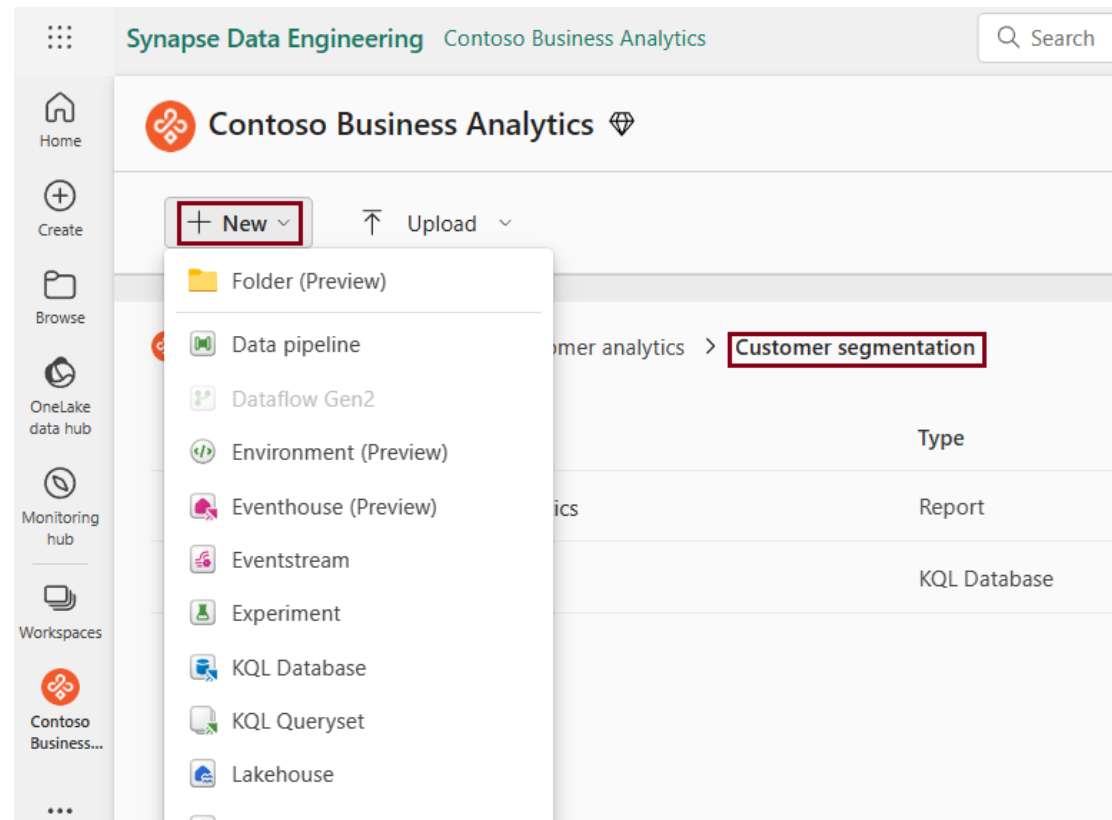 Synapse Data Engineering Contoso Business Analytics Search
Home
Create
Browse
OneLake
data hub
Monitoring
hub
Workspaces
Contoso
Business...
Contoso Business Analytics
New Upload
Folder (Preview)
Data pipeline
Dataflow Gen2
Environment (Preview)
Eventhouse (Preview)
Eventstream
Experiment
KQL Database
KQL Queryset
Lakehouse
omer analytics > Customer segmentation
Type
ics Report
KQL Database